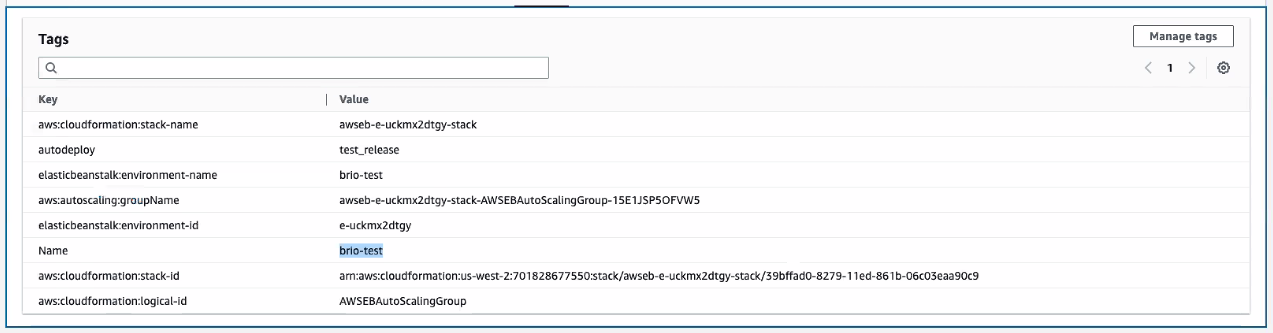 Tags
Manage tags
1
Key Value
aws:cloudformation:stack-name awseb-e-uckmx2dtgy-stack
autodeploy test_release
elasticbeanstalk:environment-name brio-test
aws:autoscaling:groupName awseb-e-uckmx2dtgy-stack-AWSEBAutoScalingGroup-15E1JSP5OFVW5
elasticbeanstalk:environment-id e-uckmx2dtgy
Name brio-test
aws:cloudformation:stack-id arn:aws:cloudformation:us-west-2:701828677550:stack/awseb-e-uckmx2dtgy-stack/39bffad0-8279-11ed-861b-06c03eaa90c9
aws:cloudformation:logical-id AWSEBAutoScalingGroup